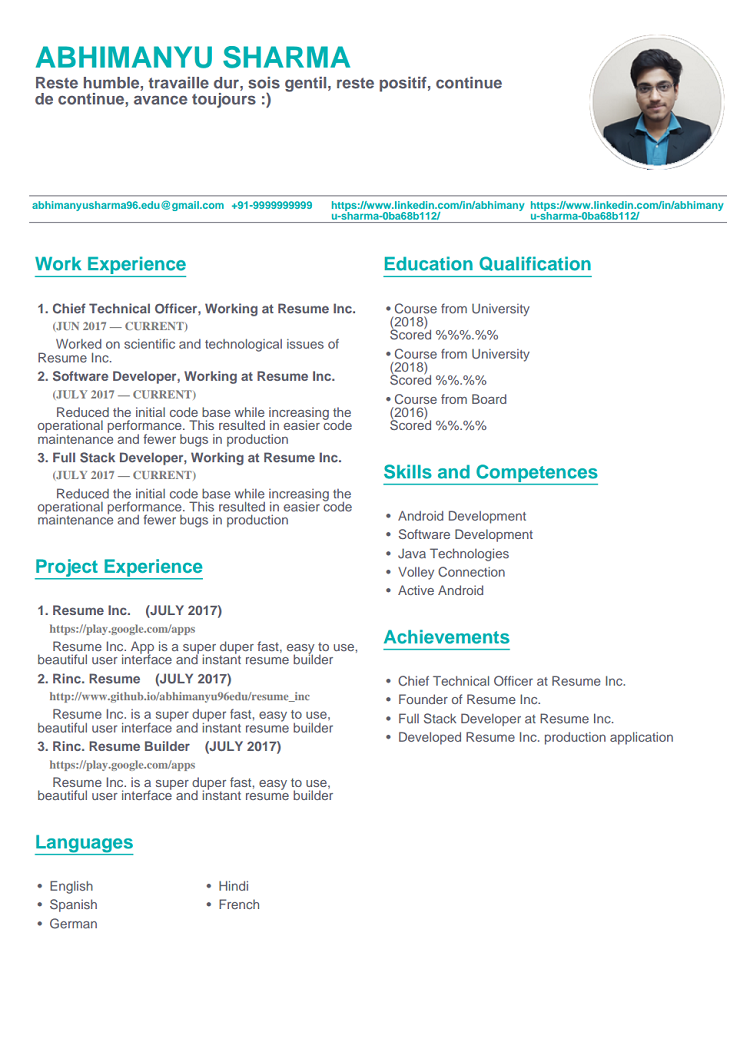 ABHIMANYU SHARMA
Reste humble, travaille dur, sois gentil, reste positif, continue
de continue, avance toujours :)
abhimanyusharma96.edu@gmail.com +91-9999999999 https://www.linkedin.com/in/abhimany https://www.linkedin.com/in/abhimany
u-sharma-0ba68b112/ u-sharma-0ba68b112/
Work Experience
1. Chief Technical Officer, Working at Resume Inc.
(JUN 2017 — CURRENT)
Worked on scientific and technological issues of
Resume Inc.
2. Software Developer, Working at Resume Inc.
(JULY 2017 — CURRENT)
Reduced the initial code base while increasing the
operational performance. This resulted in easier code
maintenance and fewer bugs in production
3. Full Stack Developer, Working at Resume Inc.
(JULY 2017 — CURRENT)
Reduced the initial code base while increasing the
operational performance. This resulted in easier code
maintenance and fewer bugs in production
Project Experience
1. Resume Inc. (JULY 2017)
https://play.google.com/apps
Resume Inc. App is a super duper fast, easy to use,
beautiful user interface and instant resume builder
2. Rinc. Resume (JULY 2017)
http://www.github.io/abhimanyu96edu/resume_inc
Resume Inc. is a super duper fast, easy to use,
beautiful user interface and instant resume builder
3. Rinc. Resume Builder (JULY 2017)
https://play.google.com/apps
Resume Inc. is a super duper fast, easy to use,
beautiful user interface and instant resume builder
Languages
• English • Hindi
• Spanish • French
• German
Education Qualification
• Course from University
(2018)
Scored %%%.%%
• Course from University
(2018)
Scored %%.%%
• Course from Board
(2016)
Scored %%.%%
Skills and Competences
• Android Development
• Software Development
• Java Technologies
• Volley Connection
• Active Android
Achievements
• Chief Technical Officer at Resume Inc.
• Founder of Resume Inc.
• Full Stack Developer at Resume Inc.
• Developed Resume Inc. production application